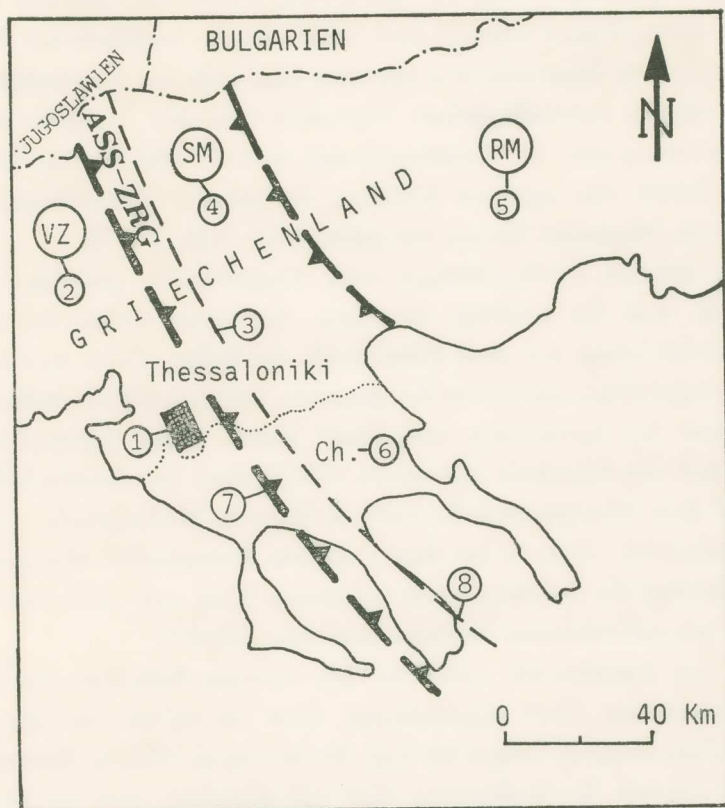 BULGARIEN
JUGOSLAWIEN
N
ASS-ZRG
SM
4
RM
5
VZ
2
GRIECHENLAND
3
Thessaloniki
1
Ch.
6
7
8
0 40 Km